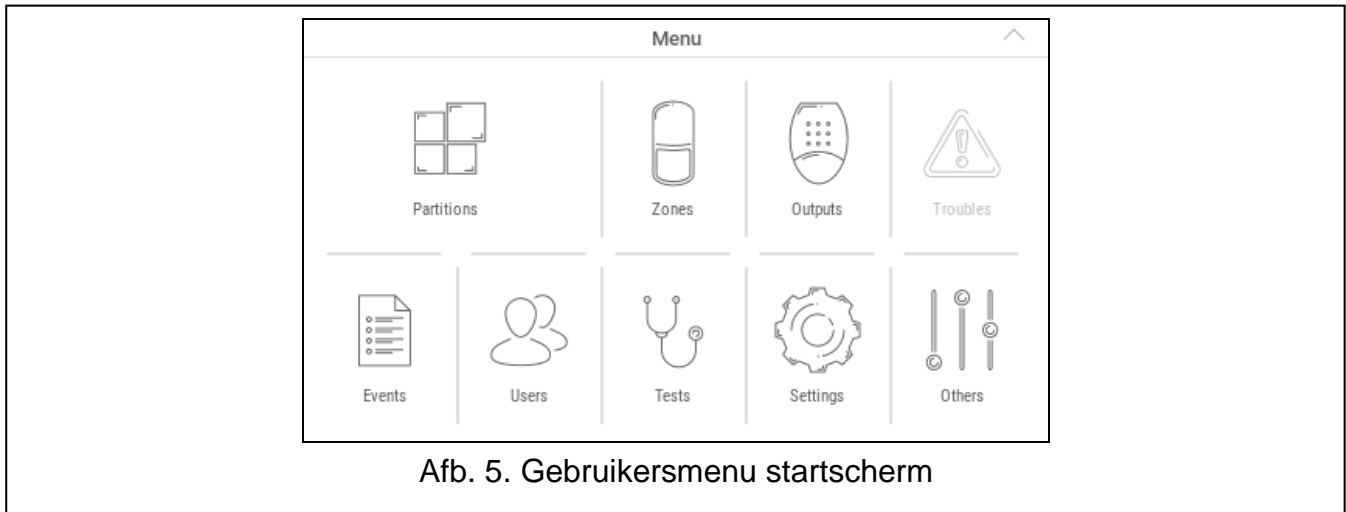 Menu
Partitions
Zones
Outputs
Troubles
Events
Users
Tests
Settings
Others
Afb. 5. Gebruikersmenu startscherm